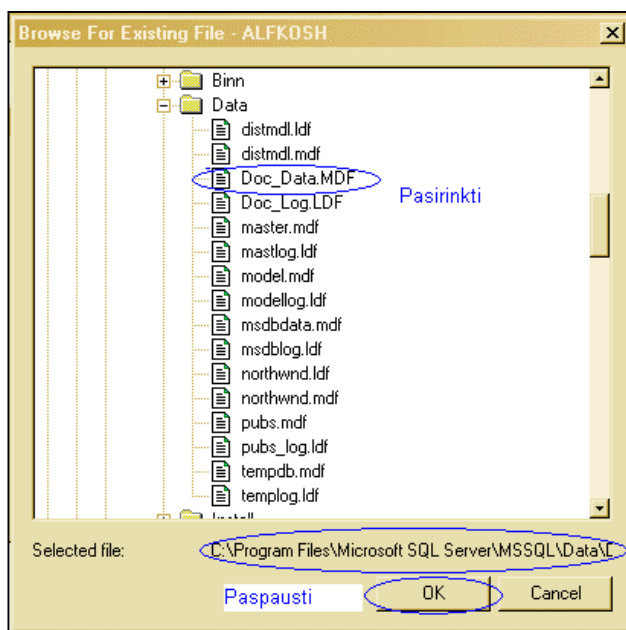 Browse For Existing File - ALFKOSH
Binn
Data
distmdl.ldf
distmdl.mdf
Doc_Data.MDF
Pasirinkti
Doc_Log.LDF
master.mdf
mastlog.ldf
model.mdf
modellog.ldf
msdbdata.mdf
msdblog.ldf
northwnd.ldf
northwnd.mdf
pubs.mdf
pubs_log.ldf
tempdb.mdf
templog.ldf
Install
Selected file: C:\Program Files\Microsoft SQL Server\MSSQL\Data\D
Paspausti OK Cancel